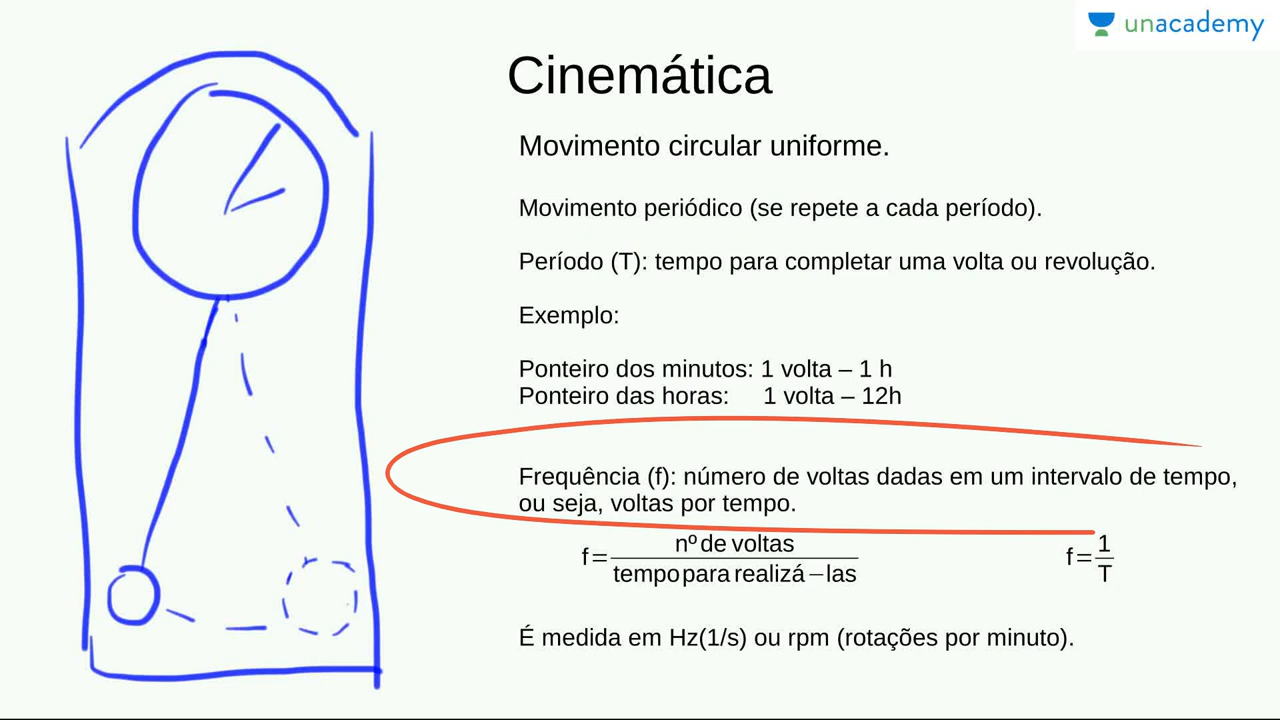 unacademy
Cinemática
Movimento circular uniforme.
Movimento periódico (se repete a cada período).
Período (T): tempo para completar uma volta ou revolução.
Exemplo:
Ponteiro dos minutos: 1 volta – 1 h
Ponteiro das horas: 1 volta – 12h
Frequência (f): número de voltas dadas em um intervalo de tempo,
ou seja, voltas por tempo.
f = nº de voltas / tempo para realizá – las
f = 1 / T
É medida em Hz(1/s) ou rpm (rotações por minuto).